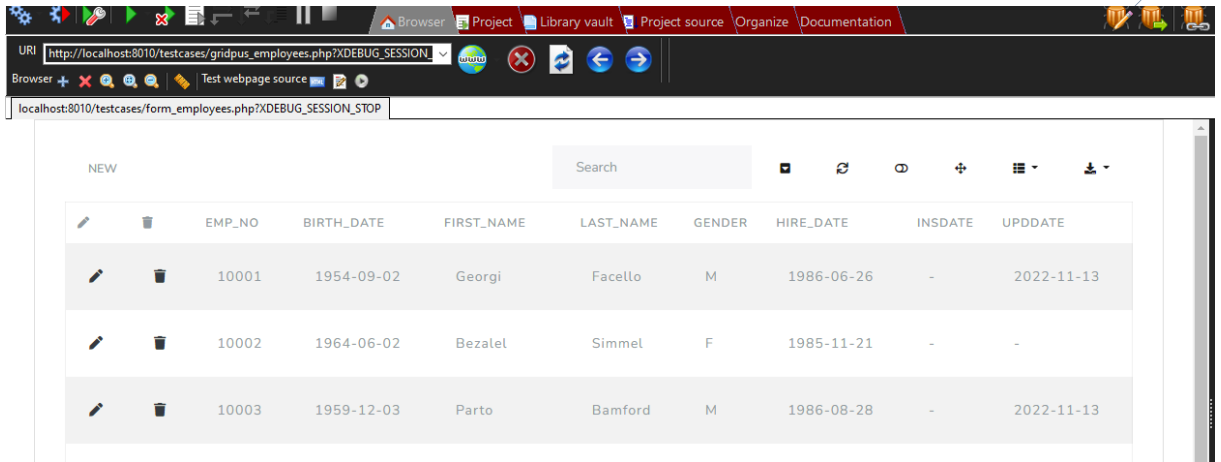 Browser Project Library vault Project source Organize Documentation
URI http://localhost:8010/testcases/gridpus_employees.php?XDEBUG_SESSION_
www
Browser Test webpage source
localhost:8010/testcases/form_employees.php?XDEBUG_SESSION_STOP
NEW Search
EMP_NO BIRTH_DATE FIRST_NAME LAST_NAME GENDER HIRE_DATE INSDATE UPDDATE
10001 1954-09-02 Georgi Facello M 1986-06-26 - 2022-11-13
10002 1964-06-02 Bezalel Simmel F 1985-11-21 - -
10003 1959-12-03 Parto Bamford M 1986-08-28 - 2022-11-13